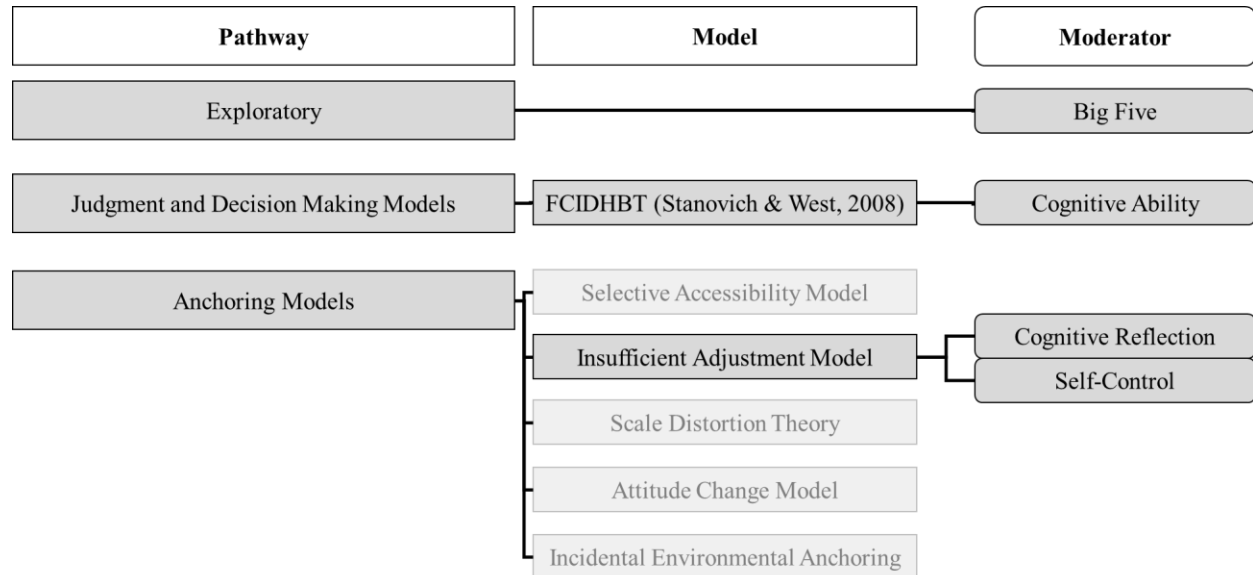 Pathway
Model
Moderator
Exploratory
Big Five
Judgment and Decision Making Models
FCIDHBT (Stanovich & West, 2008)
Cognitive Ability
Anchoring Models
Selective Accessibility Model
Insufficient Adjustment Model
Cognitive Reflection
Self-Control
Scale Distortion Theory
Attitude Change Model
Incidental Environmental Anchoring